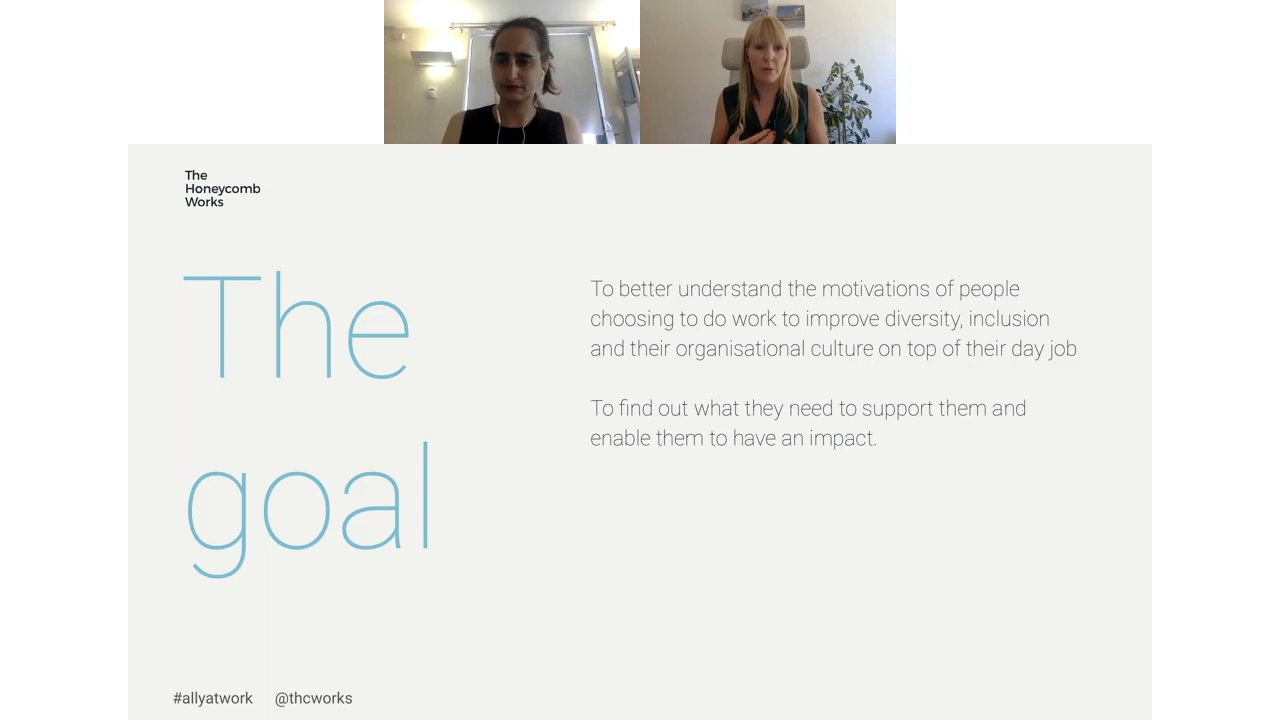 The
Honeycomb
Works
The
goal
To better understand the motivations of people
choosing to do work to improve diversity, inclusion
and their organisational culture on top of their day job
To find out what they need to support them and
enable them to have an impact.
#allyatwork @thcworks